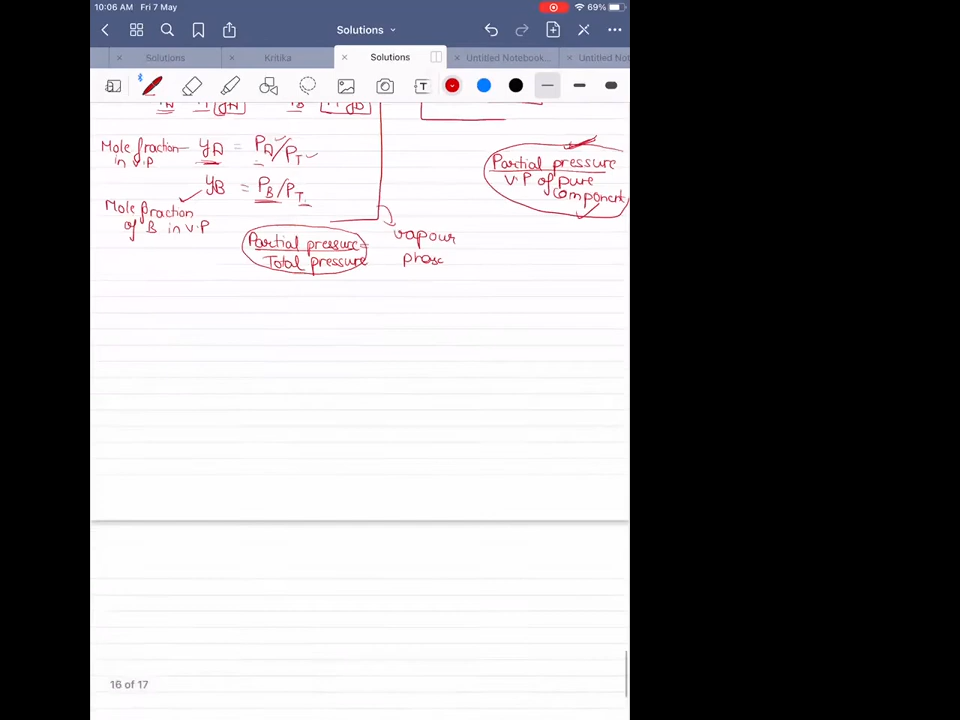 10:06 AM Fri 7 May
69%
Solutions
Solutions
Kritika
Solutions
Untitled Notebook...
Untitled Not
T
Mole fraction yA = PA/PT
in V.P
yB = PB/PT
Mole fraction
of B in V.P
Partial pressure
Total pressure
vapour
phase
Partial pressure
V.P of pure
Component
16 of 17